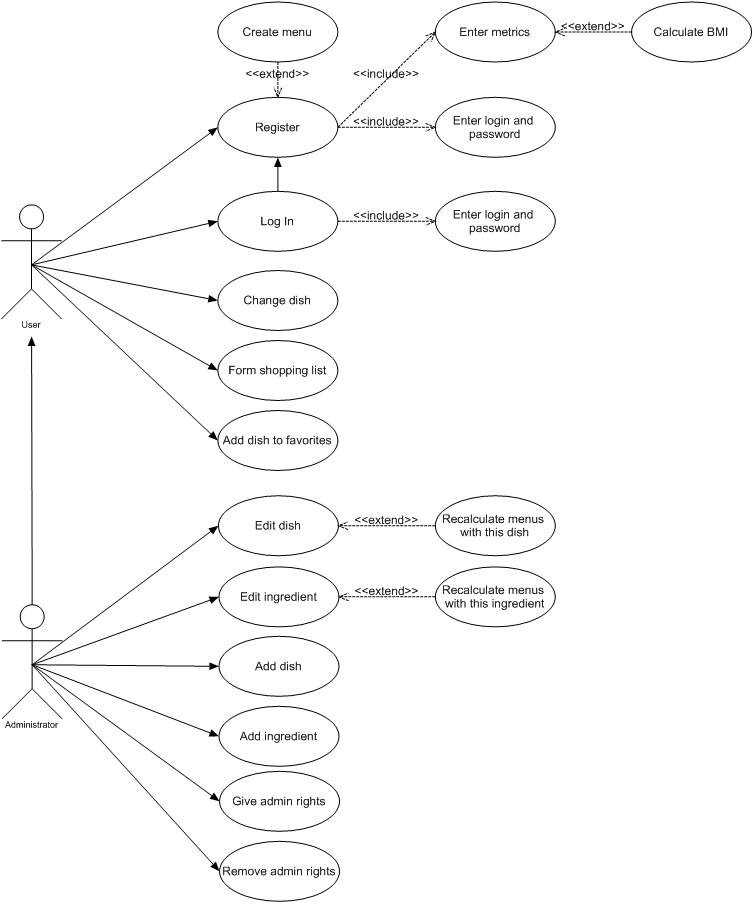 Create menu
Enter metrics
<<extend>>
Calculate BMI
<<extend>>
<<include>>
Register
<<include>>
Enter login and
password
Log In
<<include>>
Enter login and
password
Change dish
User
Form shopping list
Add dish to favorites
Edit dish
<<extend>>
Recalculate menus
with this dish
Edit ingredient
<<extend>>
Recalculate menus
with this ingredient
Add dish
Administrator
Add ingredient
Give admin rights
Remove admin rights